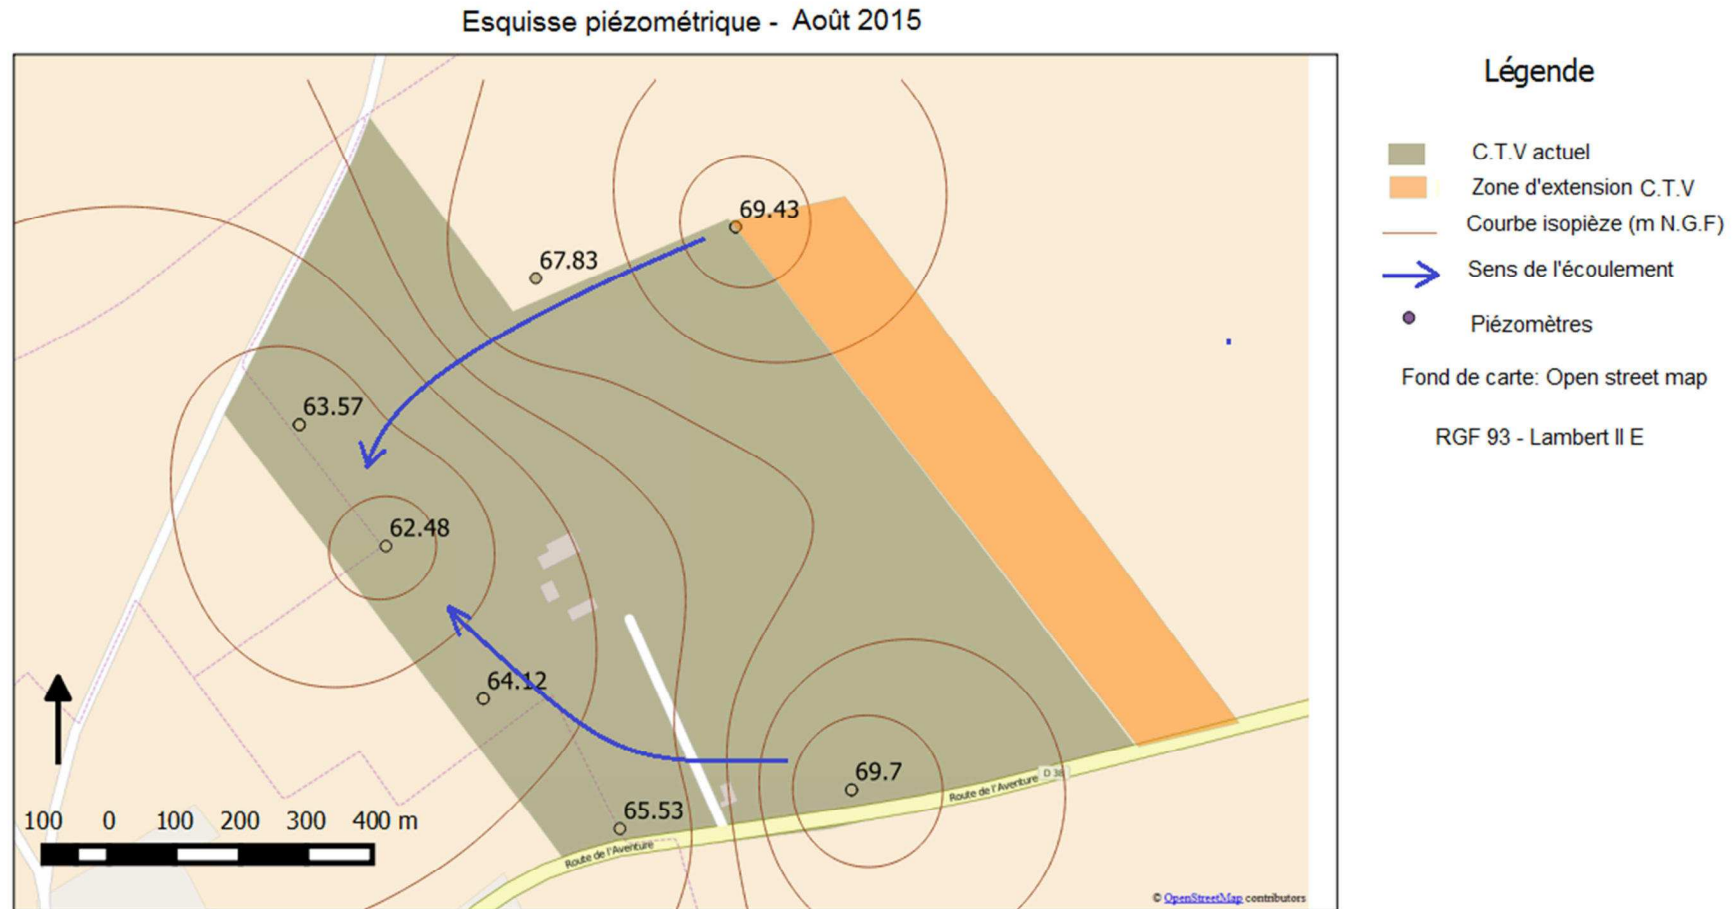 Esquisse piézométrique - Août 2015
Légende
C.T.V actuel
Zone d'extension C.T.V
Courbe isopièze (m N.G.F)
Sens de l'écoulement
Piézomètres
Fond de carte: Open street map
RGF 93 - Lambert II E
69.43
67.83
63.57
62.48
64.12
69.7
65.53
Route de l'Aventure D 38
Route de l'Aventure
100 0 100 200 300 400 m
© OpenStreetMap contributors